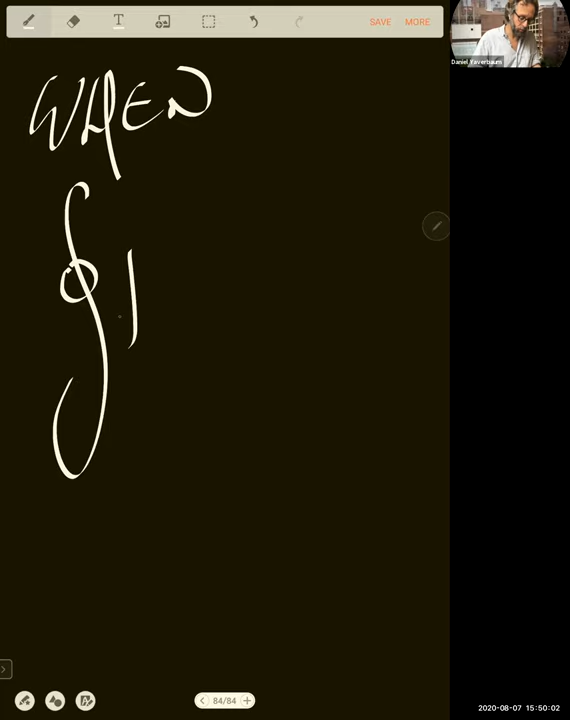 T
SAVE
MORE
Daniel Yaverbaum
WHEN
∮
84/84
2020-08-07 15:50:02